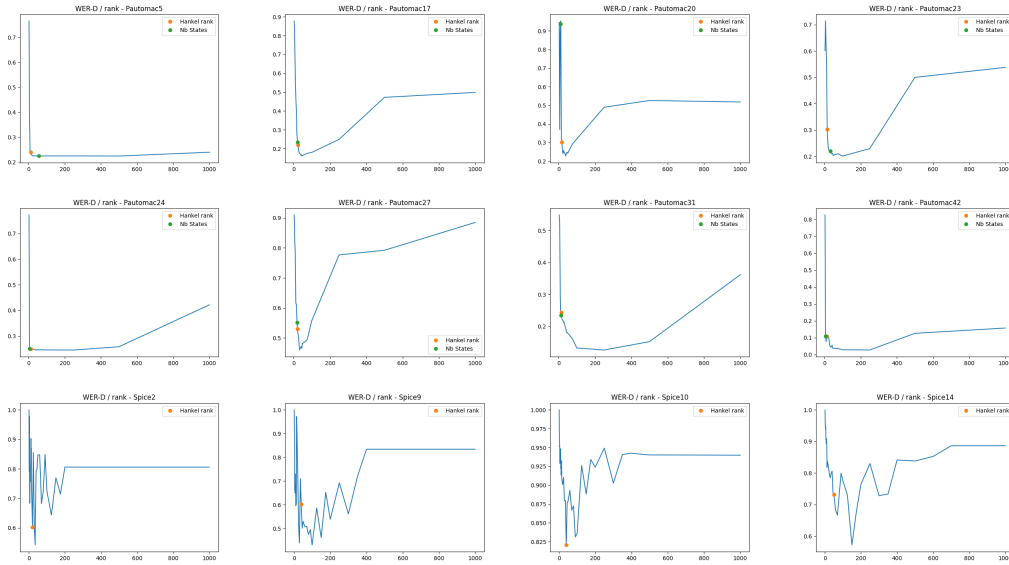 WER-D / rank - Pautomac5
Hankel rank
Nb States
0.7
0.6
0.5
0.4
0.3
0.2
0 200 400 600 800 1000
WER-D / rank - Pautomac17
Hankel rank
Nb States
0.9
0.8
0.7
0.6
0.5
0.4
0.3
0.2
0 200 400 600 800 1000
WER-D / rank - Pautomac20
Hankel rank
Nb States
0.9
0.8
0.7
0.6
0.5
0.4
0.3
0.2
0 200 400 600 800 1000
WER-D / rank - Pautomac23
Hankel rank
Nb States
0.7
0.6
0.5
0.4
0.3
0.2
0 200 400 600 800 1000
WER-D / rank - Pautomac24
Hankel rank
Nb States
0.7
0.6
0.5
0.4
0.3
0 200 400 600 800 1000
WER-D / rank - Pautomac27
0.9
0.8
0.7
0.6
0.5
Hankel rank
Nb States
0 200 400 600 800 1000
WER-D / rank - Pautomac31
Hankel rank
Nb States
0.5
0.4
0.3
0.2
0 200 400 600 800 1000
WER-D / rank - Pautomac42
Hankel rank
Nb States
0.8
0.7
0.6
0.5
0.4
0.3
0.2
0.1
0.0
0 200 400 600 800 1000
WER-D / rank - Spice2
Hankel rank
1.0
0.9
0.8
0.7
0.6
0 200 400 600 800 1000
WER-D / rank - Spice9
Hankel rank
1.0
0.9
0.8
0.7
0.6
0.5
0 200 400 600 800 1000
WER-D / rank - Spice10
Hankel rank
1.000
0.975
0.950
0.925
0.900
0.875
0.850
0.825
0 200 400 600 800 1000
WER-D / rank - Spice14
Hankel rank
1.0
0.9
0.8
0.7
0.6
0 200 400 600 800 1000